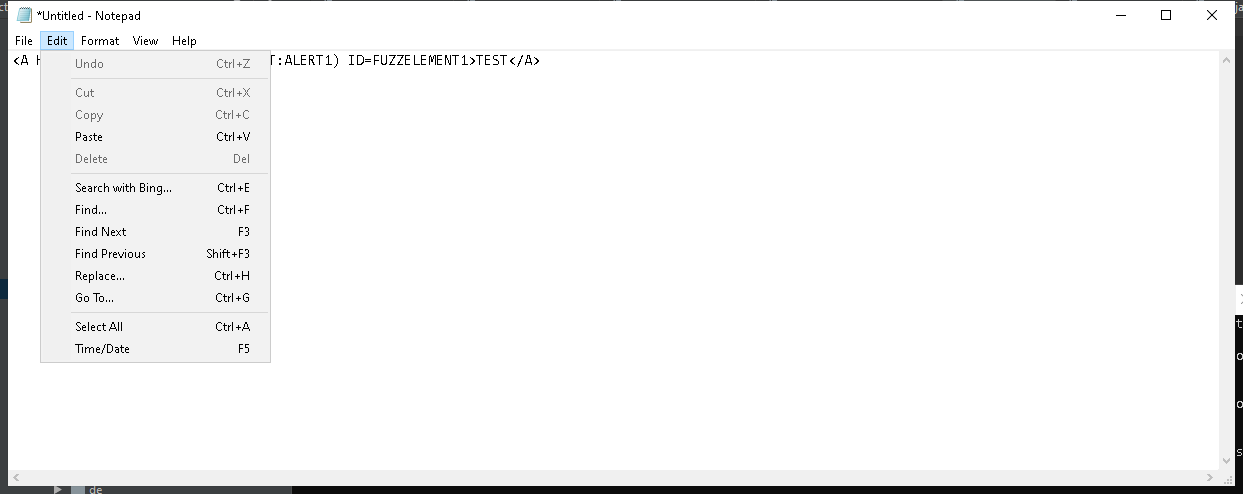 *Untitled - Notepad
File Edit Format View Help
<A H T:ALERT1) ID=FUZZELEMENT1>TEST</A>
Undo Ctrl+Z
Cut Ctrl+X
Copy Ctrl+C
Paste Ctrl+V
Delete Del
Search with Bing... Ctrl+E
Find... Ctrl+F
Find Next F3
Find Previous Shift+F3
Replace... Ctrl+H
Go To... Ctrl+G
Select All Ctrl+A
Time/Date F5
de